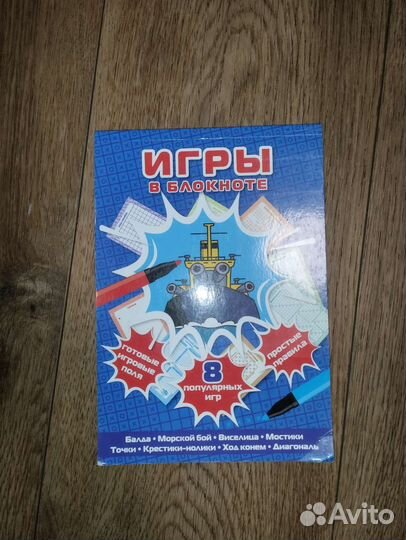 ИГРЫ
В БЛОКНОТЕ
готовые
игровые
поля
8
популярных
игр
простые
правила
Балда • Морской бой • Виселица • Мостики
Точки • Крестики-нолики • Ход конем • Диагональ
Avito